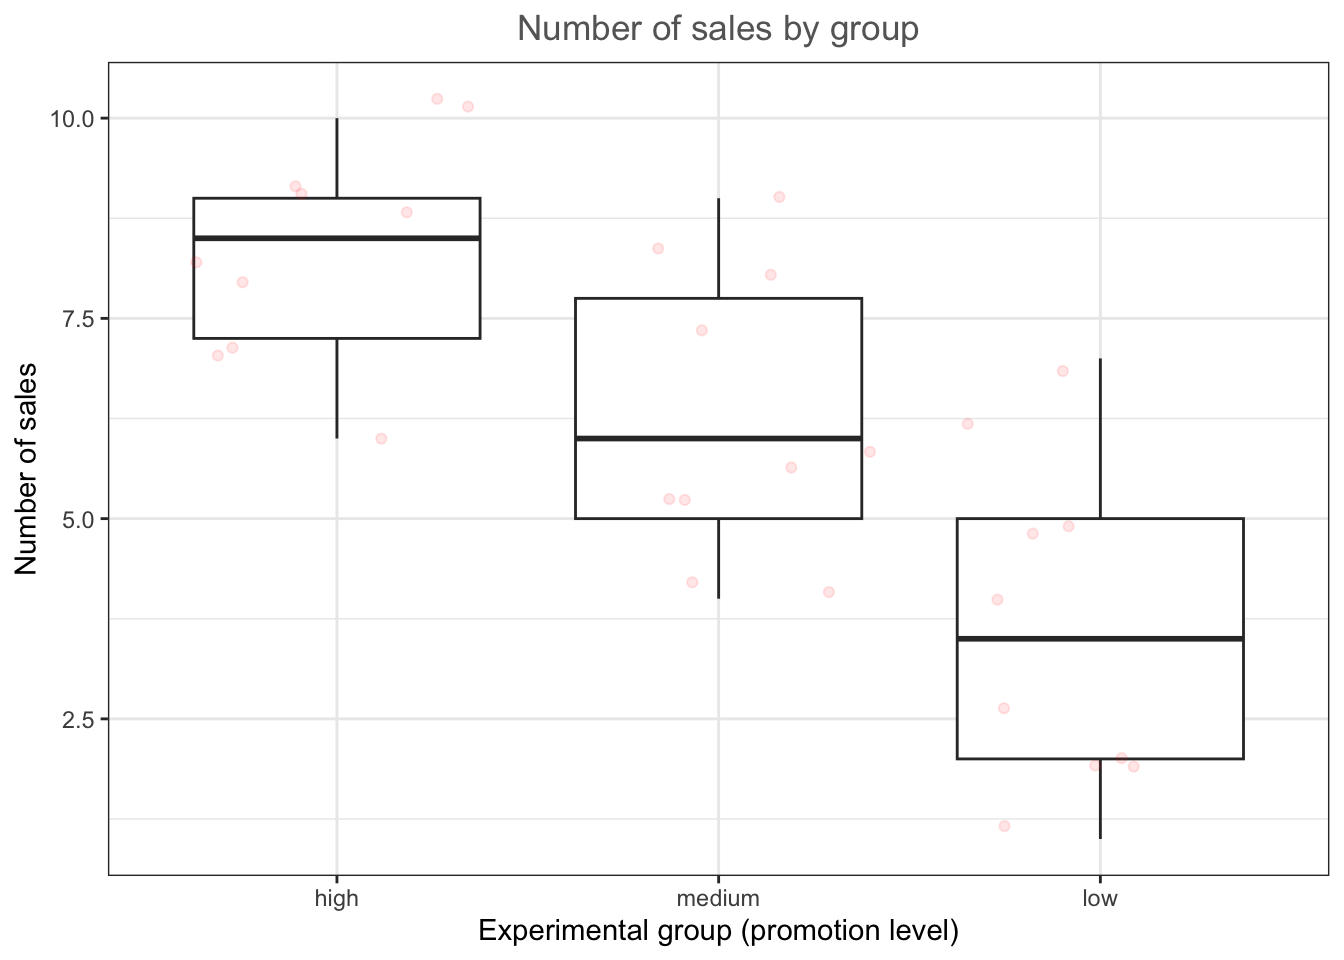 Number of sales by group
Number of sales
10.0
7.5
5.0
2.5
high
medium
low
Experimental group (promotion level)